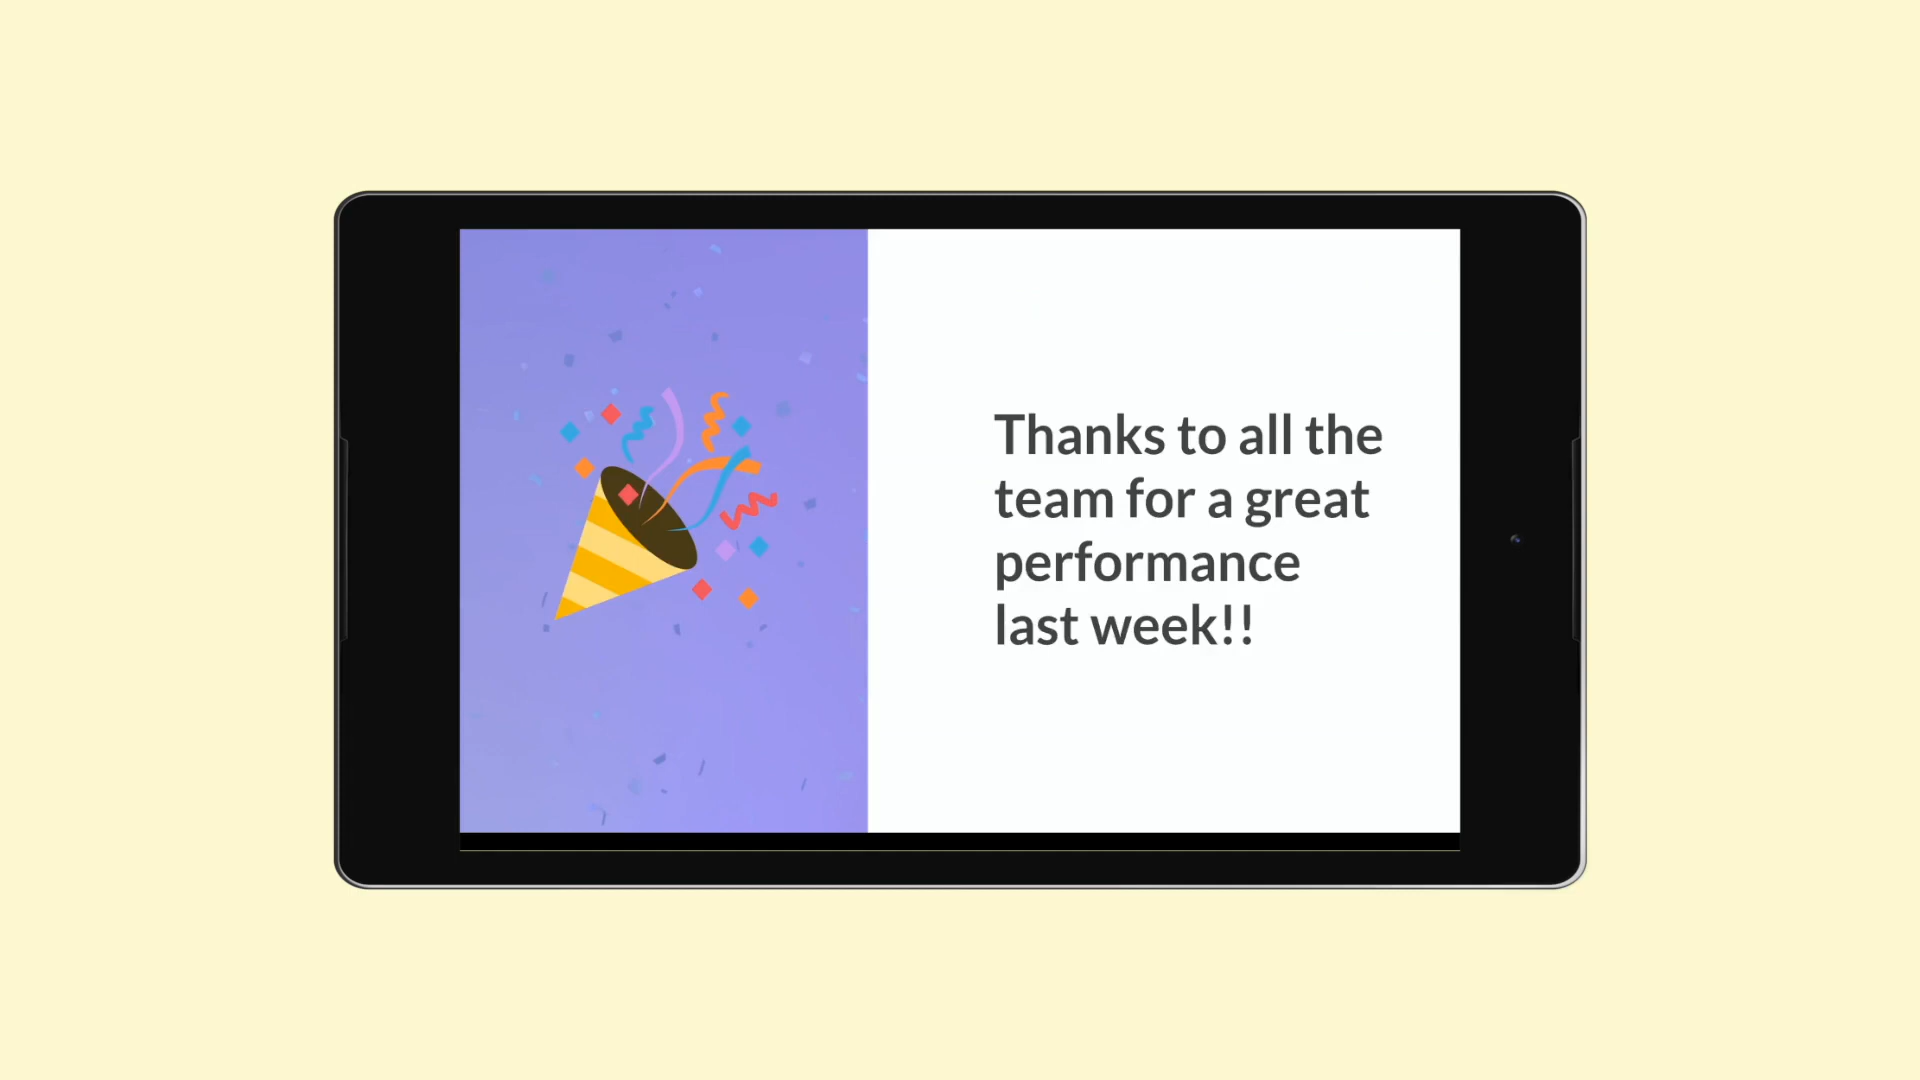 Thanks to all the
team for a great
performance
last week!!